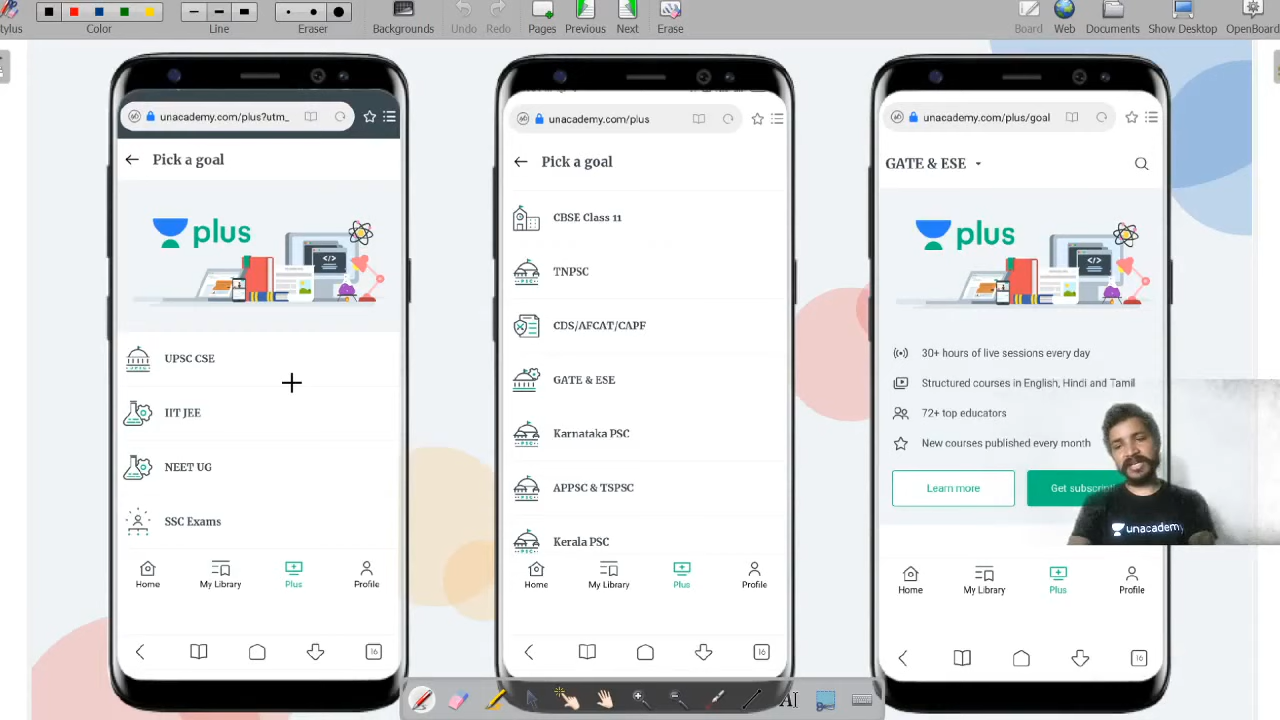 Color
Line
Eraser
Backgrounds
Undo
Redo
Pages
Previous
Next
Erase
Board
Web
Documents
Show Desktop
OpenBoard
unacademy.com/plus?utm_
Pick a goal
plus
UPSC CSE
IIT JEE
NEET UG
SSC Exams
Home
My Library
Plus
Profile
16
unacademy.com/plus
Pick a goal
CBSE Class 11
TNPSC
CDS/AFCAT/CAPF
GATE & ESE
Karnataka PSC
APPSC & TSPSC
Kerala PSC
Home
My Library
Plus
Profile
16
unacademy.com/plus/goal
GATE & ESE
plus
30+ hours of live sessions every day
Structured courses in English, Hindi and Tamil
72+ top educators
New courses published every month
Learn more
Get subscripti
Home
My Library
Plus
Profile
16
unacademy